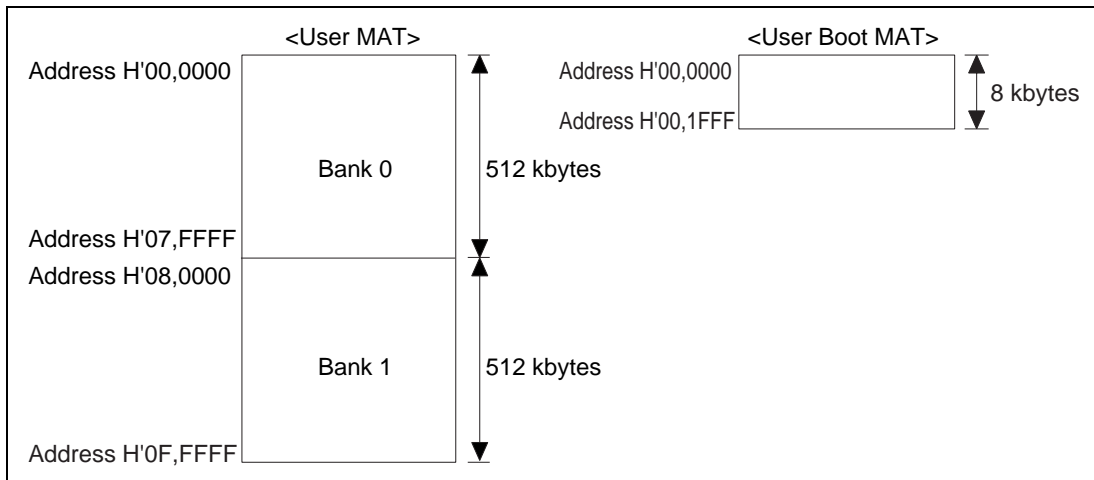 <User MAT>
Address H'00,0000
Bank 0
512 kbytes
Address H'07,FFFF
Address H'08,0000
Bank 1
512 kbytes
Address H'0F,FFFF
<User Boot MAT>
Address H'00,0000
8 kbytes
Address H'00,1FFF